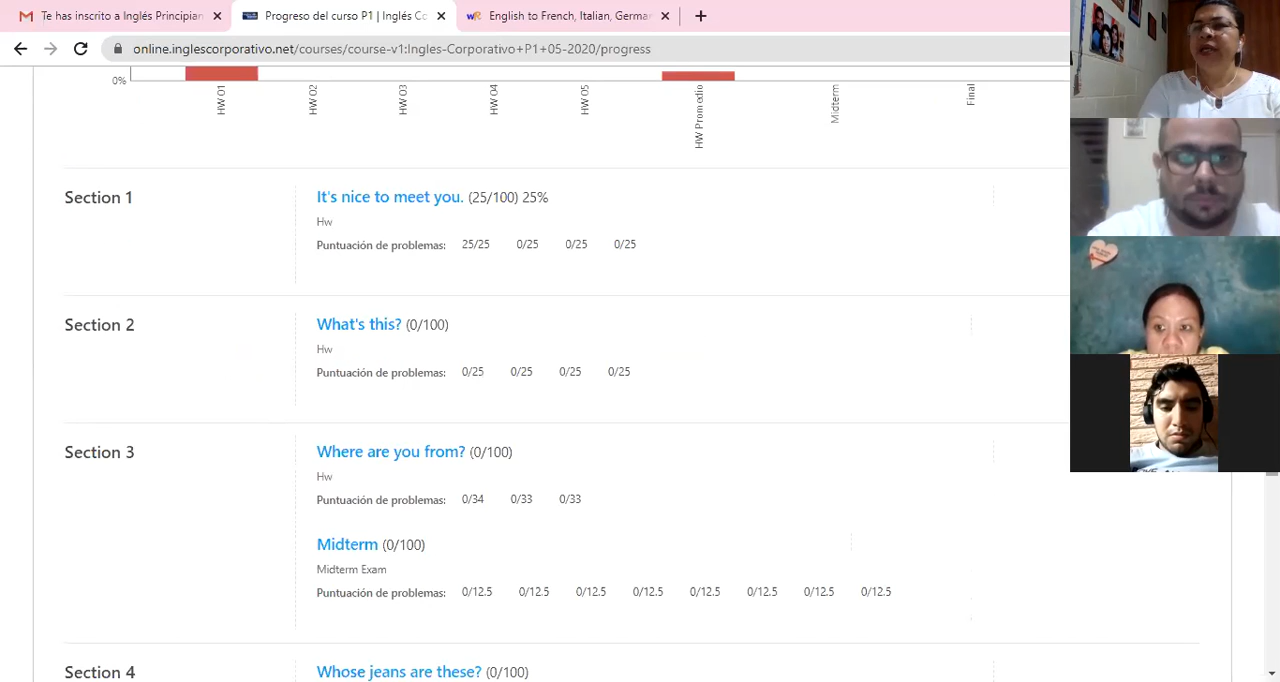 Te has inscrito a Inglés Principian
Progreso del curso P1 | Inglés Co
English to French, Italian, Germa
online.inglescorporativo.net/courses/course-v1:Ingles-Corporativo+P1+05-2020/progress
0%
HW 01
HW 02
HW 03
HW 04
HW 05
HW Promedio
Midterm
Final
Section 1
It's nice to meet you. (25/100) 25%
Hw
Puntuación de problemas: 25/25 0/25 0/25 0/25
Section 2
What's this? (0/100)
Hw
Puntuación de problemas: 0/25 0/25 0/25 0/25
Section 3
Where are you from? (0/100)
Hw
Puntuación de problemas: 0/34 0/33 0/33
Midterm (0/100)
Midterm Exam
Puntuación de problemas: 0/12.5 0/12.5 0/12.5 0/12.5 0/12.5 0/12.5 0/12.5 0/12.5
Section 4
Whose jeans are these? (0/100)